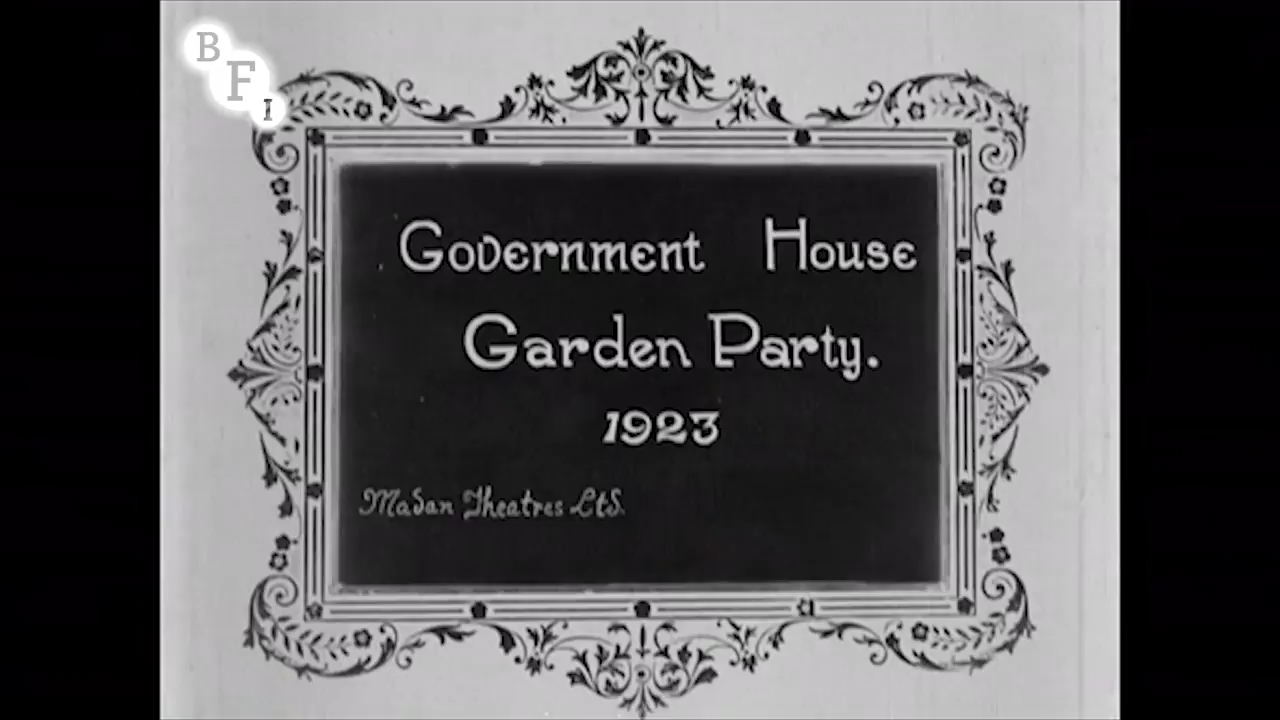 BFI
Government House
Garden Party.
1923
Madan Theatres Ltd.